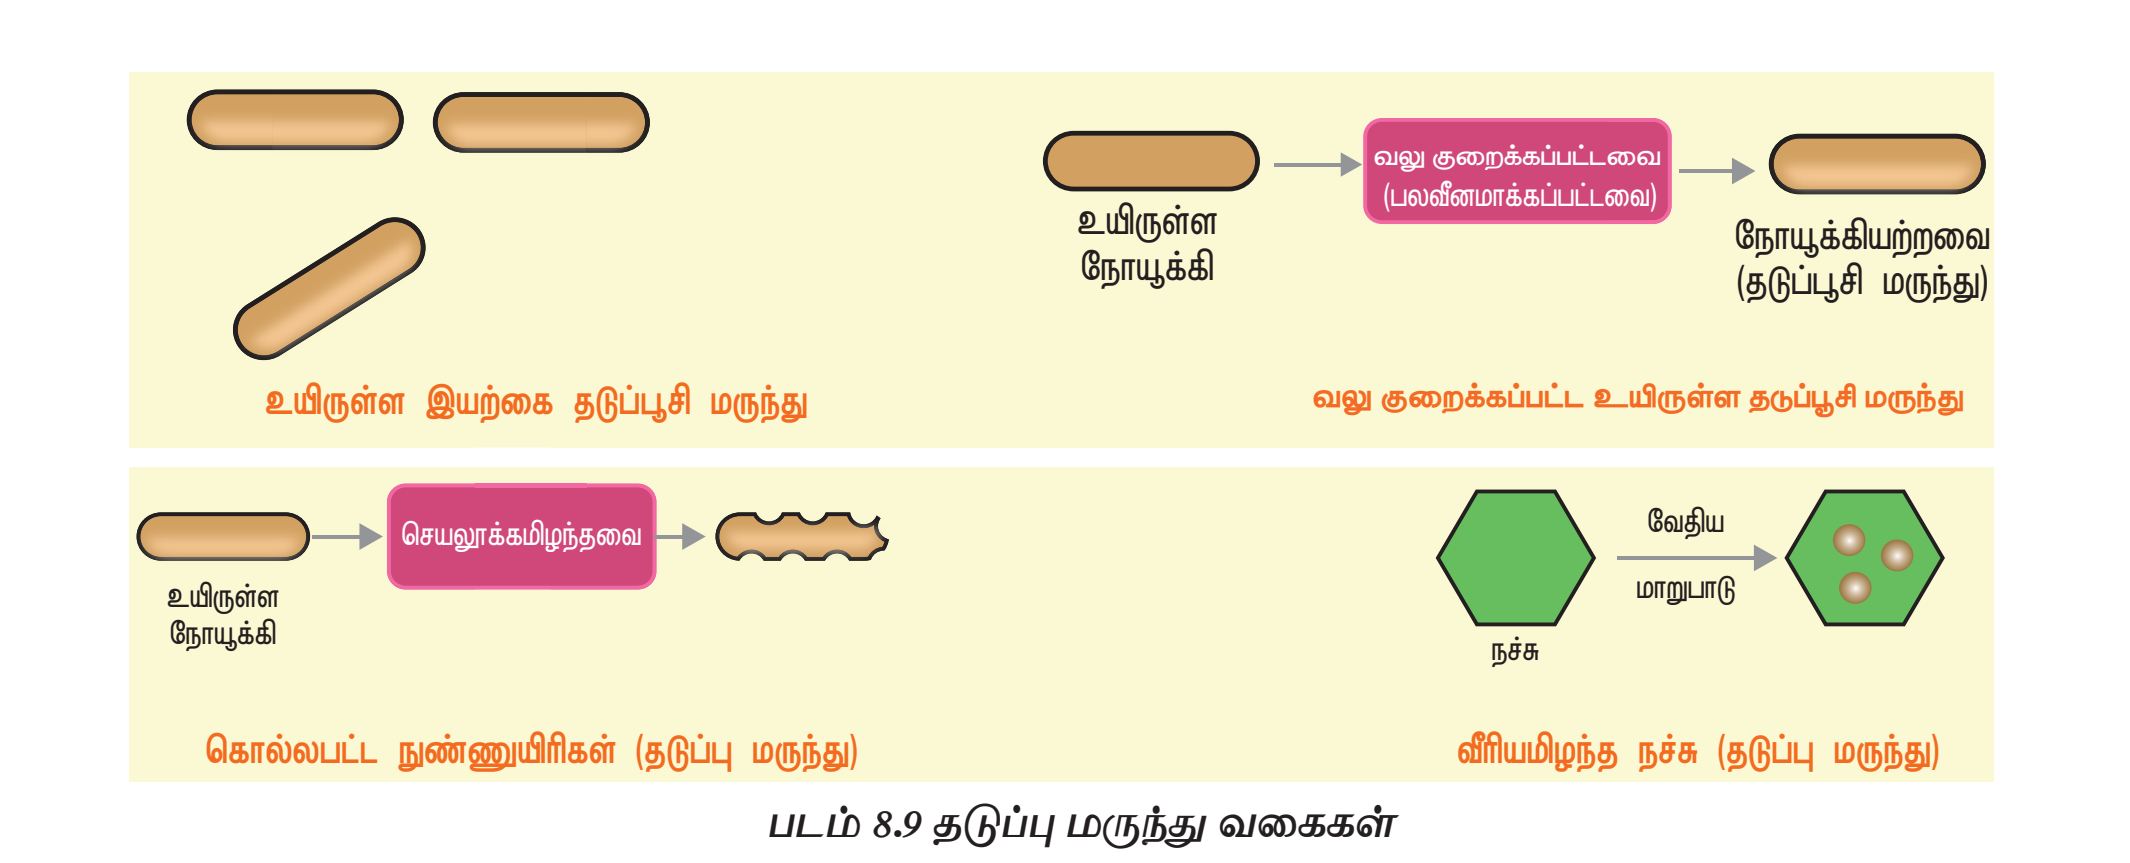 வலு குறைக்கப்பட்டவை
(பலவீனமாக்கப்பட்டவை)
உயிருள்ள
நோயூக்கி
நோயூக்கியற்றவை
(தடுப்பூசி மருந்து)
உயிருள்ள இயற்கை தடுப்பூசி மருந்து
வலு குறைக்கப்பட்ட உயிருள்ள தடுப்பூசி மருந்து
செயலூக்கமிழந்தவை
உயிருள்ள
நோயூக்கி
வேதிய
மாறுபாடு
நச்சு
கொல்லபட்ட நுண்ணுயிரிகள் (தடுப்பு மருந்து)
வீரியமிழந்த நச்சு (தடுப்பு மருந்து)
படம் 8.9 தடுப்பு மருந்து வகைகள்